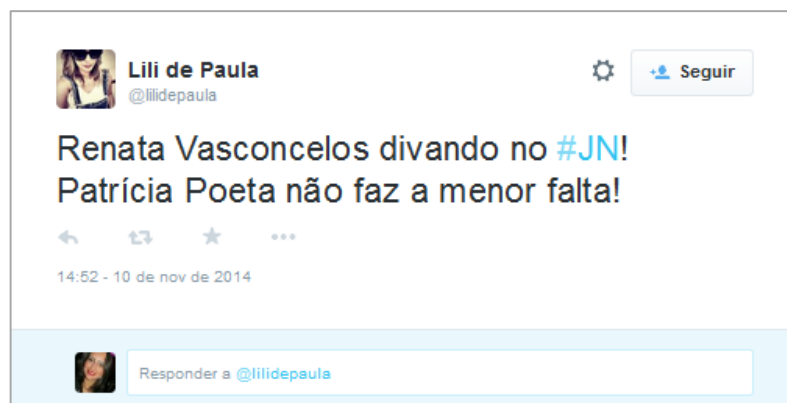 Lili de Paula
@lilidepaula
Seguir
Renata Vasconcelos divando no #JN!
Patrícia Poeta não faz a menor falta!
14:52 - 10 de nov de 2014
Responder a @lilidepaula